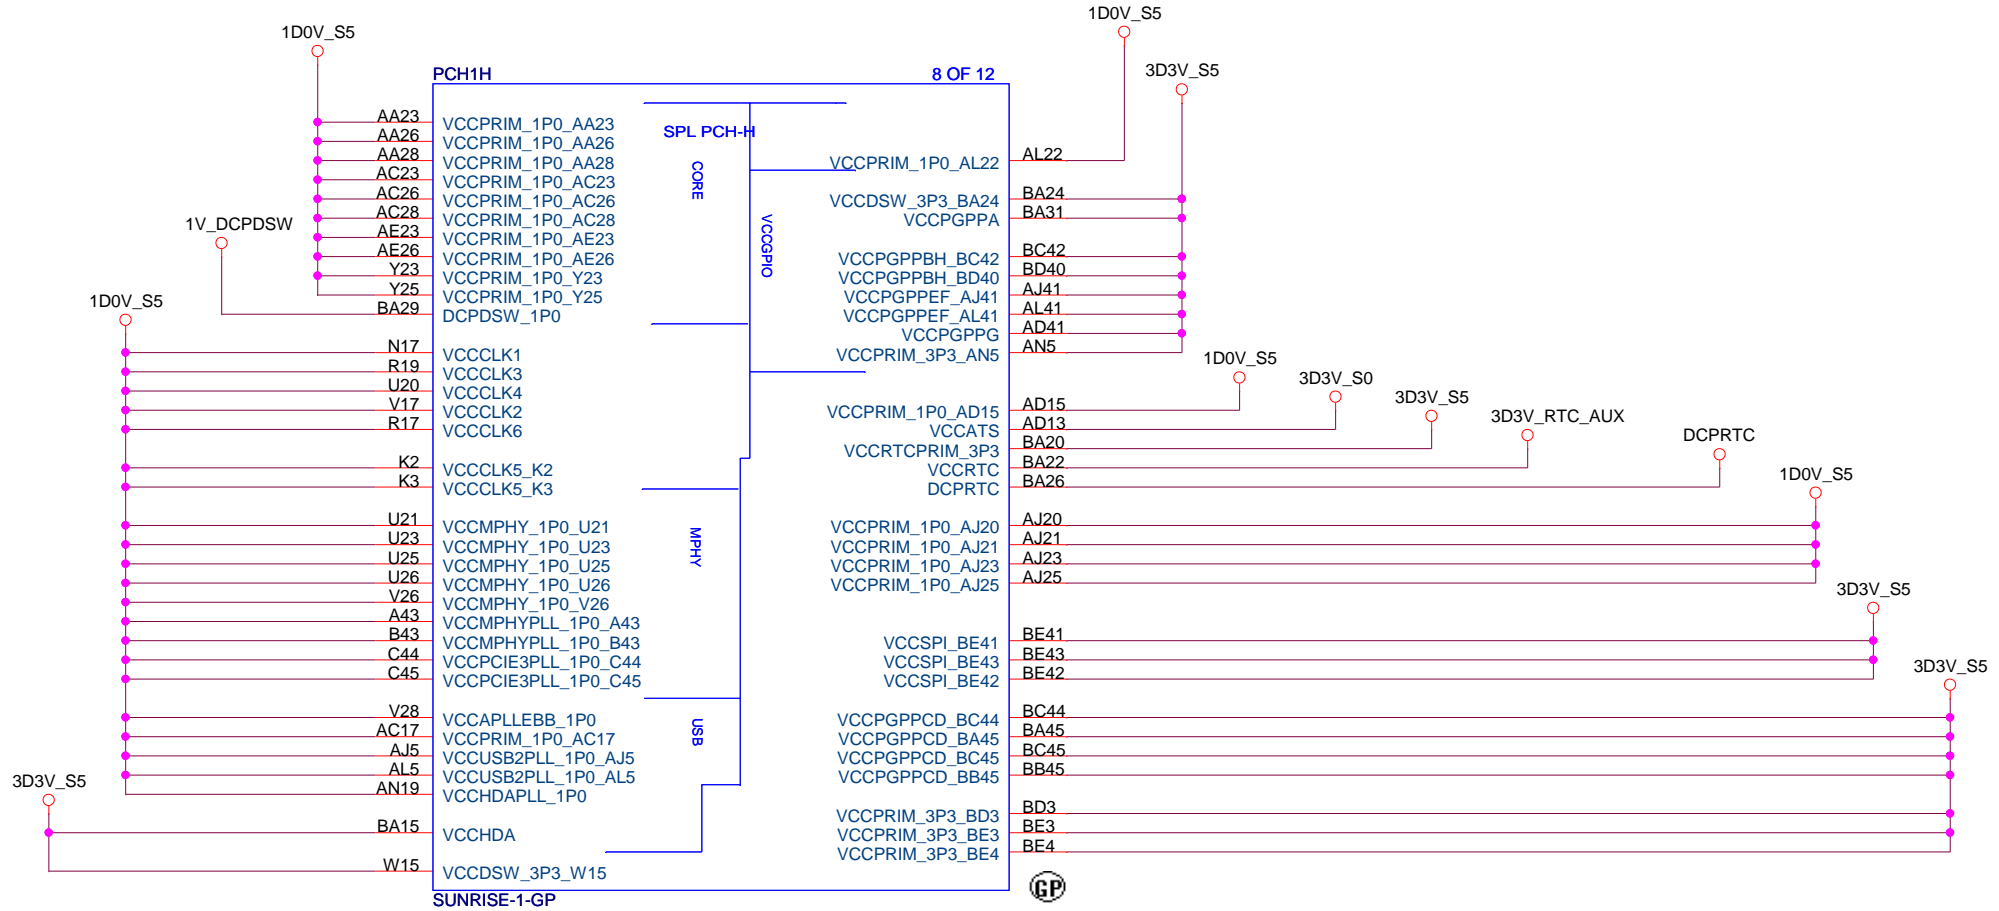 1D0V_S5
1D0V_S5
3D3V_S5
PCH1H
8 OF 12
SPL PCH-H
CORE
VCCGPIO
MPHY
USB
1V_DCPDSW
1D0V_S5
3D3V_S5
AA23 VCCPRIM_1P0_AA23
AA26 VCCPRIM_1P0_AA26
AA28 VCCPRIM_1P0_AA28
AC23 VCCPRIM_1P0_AC23
AC26 VCCPRIM_1P0_AC26
AC28 VCCPRIM_1P0_AC28
AE23 VCCPRIM_1P0_AE23
AE26 VCCPRIM_1P0_AE26
Y23 VCCPRIM_1P0_Y23
Y25 VCCPRIM_1P0_Y25
BA29 DCPDSW_1P0
N17 VCCCLK1
R19 VCCCLK3
U20 VCCCLK4
V17 VCCCLK2
R17 VCCCLK6
K2 VCCCLK5_K2
K3 VCCCLK5_K3
U21 VCCMPHY_1P0_U21
U23 VCCMPHY_1P0_U23
U25 VCCMPHY_1P0_U25
U26 VCCMPHY_1P0_U26
V26 VCCMPHY_1P0_V26
A43 VCCMPHYPLL_1P0_A43
B43 VCCMPHYPLL_1P0_B43
C44 VCCPCIE3PLL_1P0_C44
C45 VCCPCIE3PLL_1P0_C45
V28 VCCAPLLEBB_1P0
AC17 VCCPRIM_1P0_AC17
AJ5 VCCUSB2PLL_1P0_AJ5
AL5 VCCUSB2PLL_1P0_AL5
AN19 VCCHDAPLL_1P0
BA15 VCCHDA
W15 VCCDSW_3P3_W15
VCCPRIM_1P0_AL22 AL22
VCCDSW_3P3_BA24 BA24
VCCPGPPA BA31
VCCPGPPBH_BC42 BC42
VCCPGPPBH_BD40 BD40
VCCPGPPEF_AJ41 AJ41
VCCPGPPEF_AL41 AL41
VCCPGPPG AD41
VCCPRIM_3P3_AN5 AN5
1D0V_S5
3D3V_S0
3D3V_S5
3D3V_RTC_AUX
DCPRTC
1D0V_S5
VCCPRIM_1P0_AD15 AD15
VCCATS AD13
VCCRTCPRIM_3P3 BA20
VCCRTC BA22
DCPRTC BA26
VCCPRIM_1P0_AJ20 AJ20
VCCPRIM_1P0_AJ21 AJ21
VCCPRIM_1P0_AJ23 AJ23
VCCPRIM_1P0_AJ25 AJ25
3D3V_S5
VCCSPI_BE41 BE41
VCCSPI_BE43 BE43
VCCSPI_BE42 BE42
3D3V_S5
VCCPGPPCD_BC44 BC44
VCCPGPPCD_BA45 BA45
VCCPGPPCD_BC45 BC45
VCCPGPPCD_BB45 BB45
VCCPRIM_3P3_BD3 BD3
VCCPRIM_3P3_BE3 BE3
VCCPRIM_3P3_BE4 BE4
SUNRISE-1-GP
GP